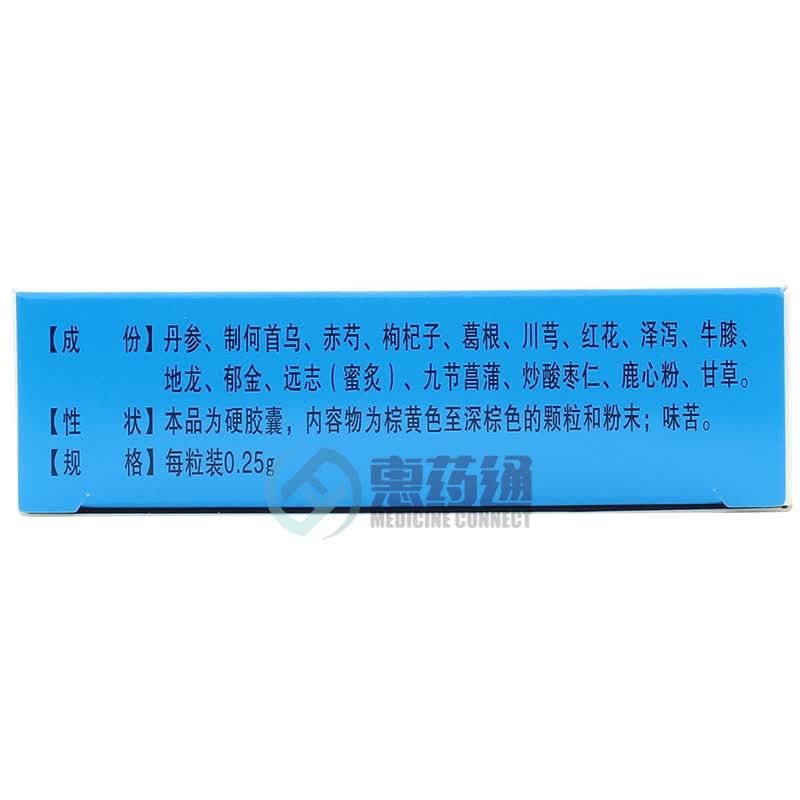 【成 份】丹参、制何首乌、赤芍、枸杞子、葛根、川芎、红花、泽泻、牛膝、
地龙、郁金、远志（蜜炙）、九节菖蒲、炒酸枣仁、鹿心粉、甘草。
【性 状】本品为硬胶囊，内容物为棕黄色至深棕色的颗粒和粉末；味苦。
【规 格】每粒装0.25g
惠药通
MEDICINE CONNECT